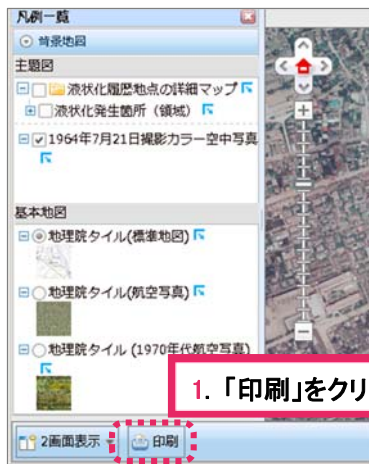 凡例一覧
背景地図
主題図
液状化履歴地点の詳細マップ
液状化発生箇所（領域）
1964年7月21日撮影カラー空中写真
基本地図
地理院タイル(標準地図)
地理院タイル(航空写真)
地理院タイル (1970年代航空写真)
1. 「印刷」をクリ
2画面表示
印刷